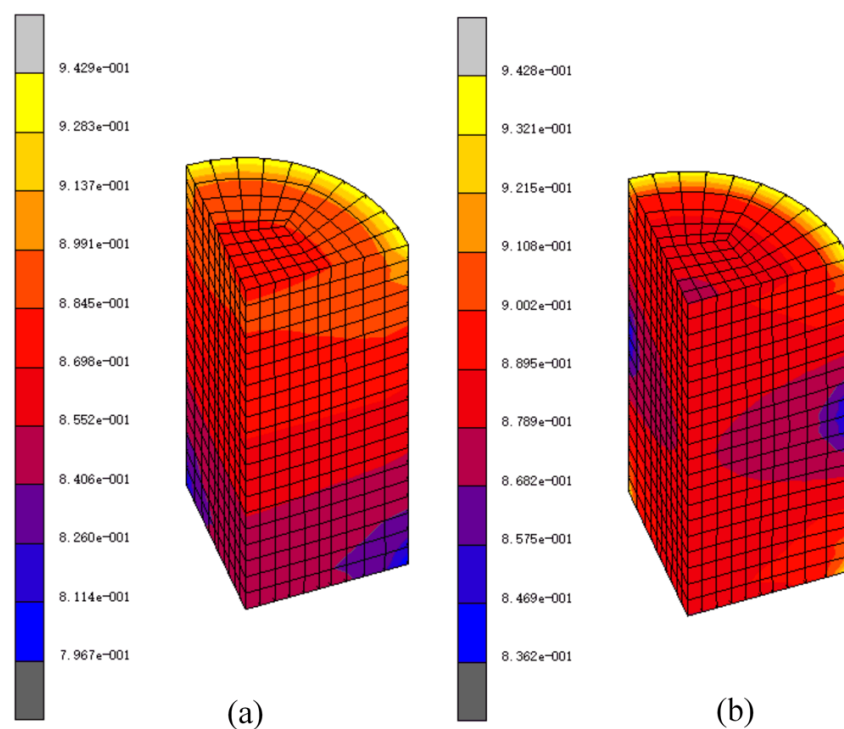 9.429e-001
9.283e-001
9.137e-001
8.991e-001
8.845e-001
8.698e-001
8.552e-001
8.406e-001
8.260e-001
8.114e-001
7.967e-001
(a)
9.428e-001
9.321e-001
9.215e-001
9.108e-001
9.002e-001
8.895e-001
8.789e-001
8.682e-001
8.575e-001
8.469e-001
8.362e-001
(b)